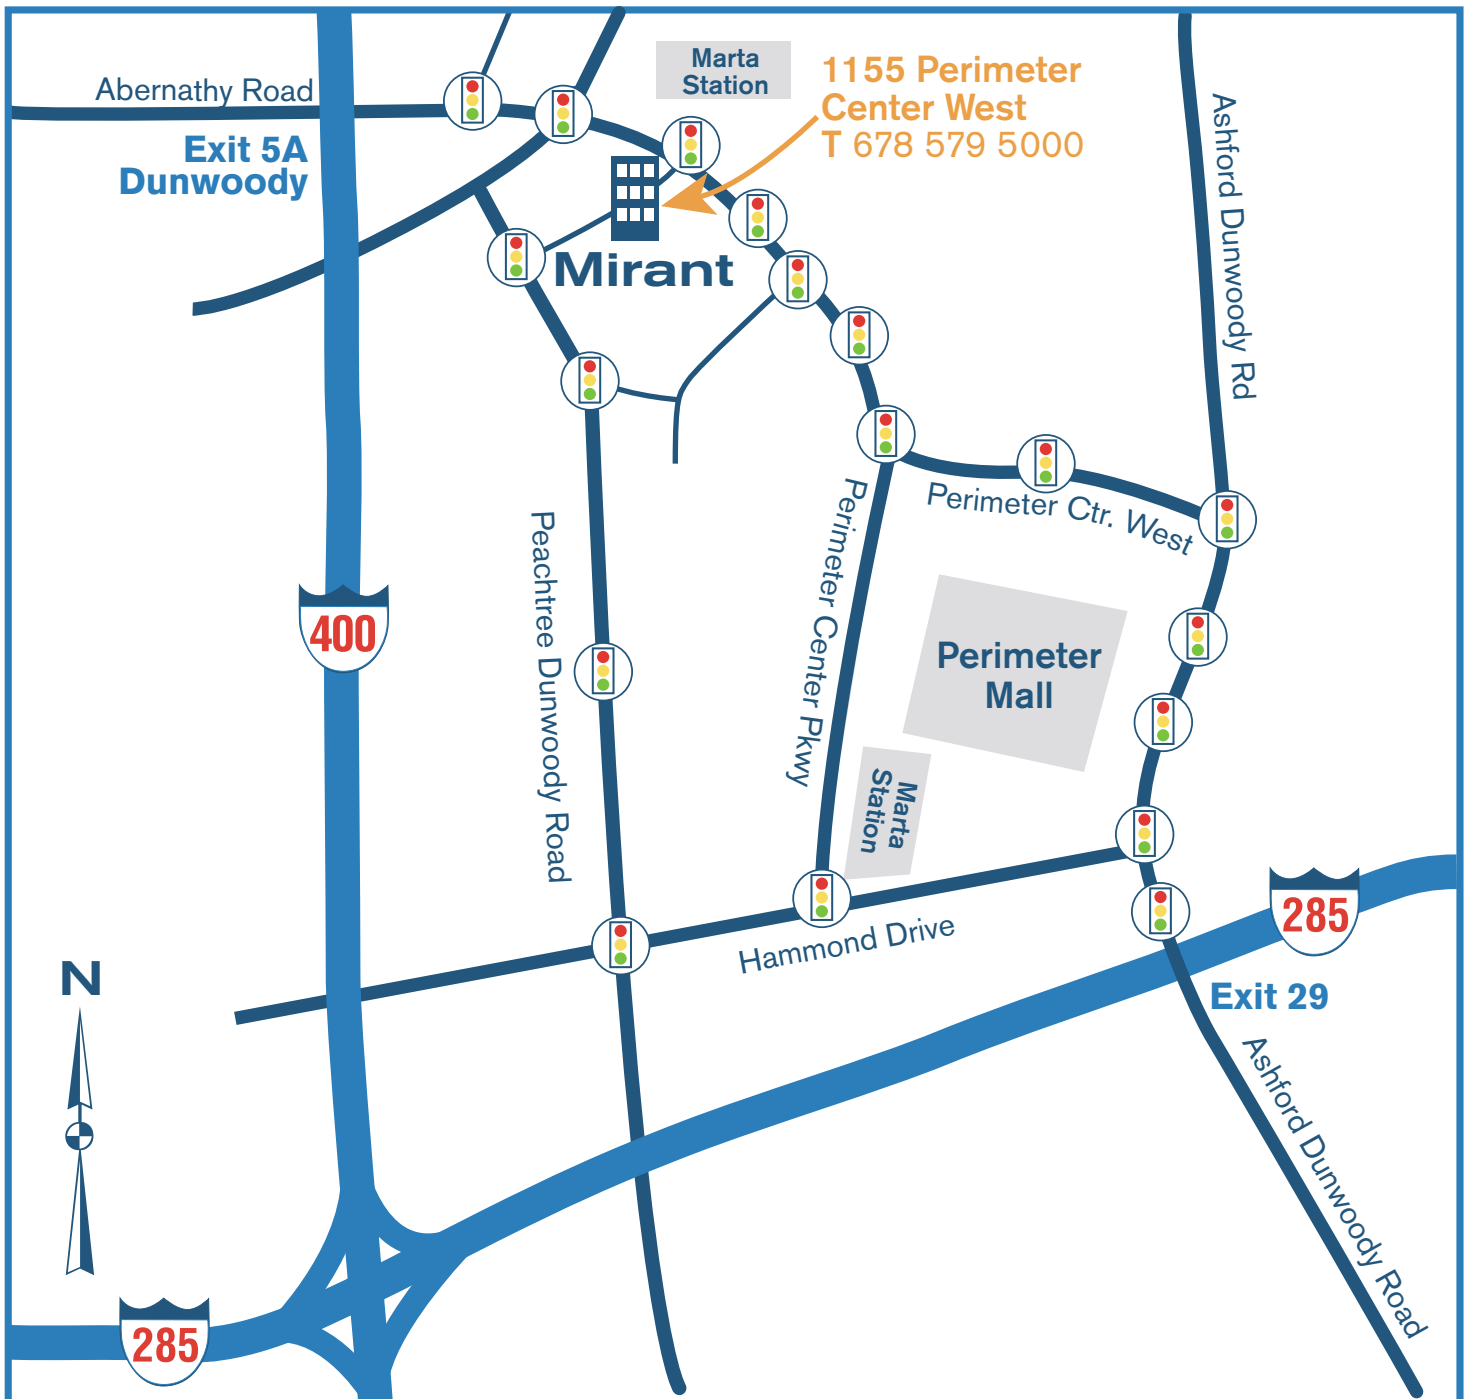 Marta
Station
1155 Perimeter
Center West
T 678 579 5000
Abernathy Road
Exit 5A
Dunwoody
Ashford Dunwoody Rd
Mirant
Perimeter Ctr. West
Perimeter Center Pkwy
Peachtree Dunwoody Road
400
Perimeter
Mall
Marta
Station
285
Hammond Drive
N
Exit 29
Ashford Dunwoody Road
285